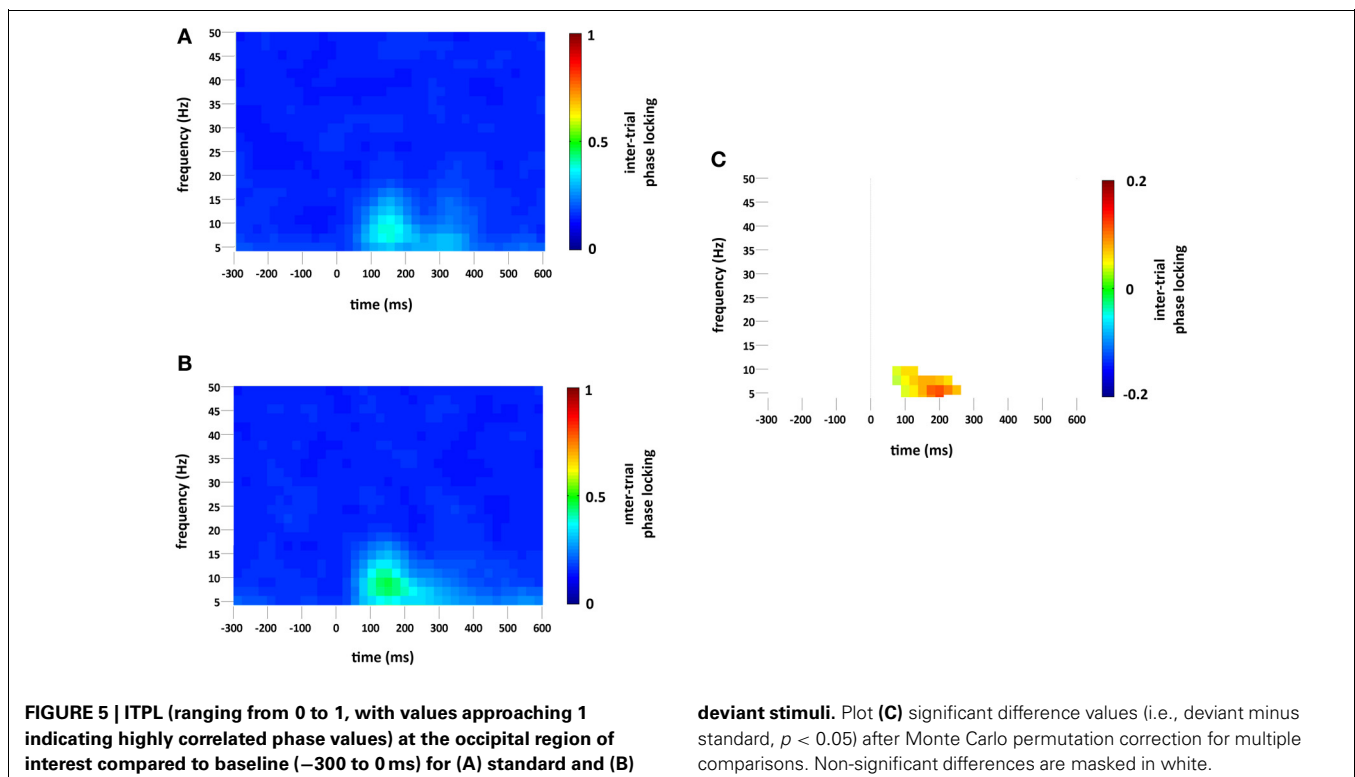 A
50
45
40
35
30
25
20
15
10
5
frequency (Hz)
-300 -200 -100 0 100 200 300 400 500 600
time (ms)
1
0.5
0
inter-trial
phase locking
B
50
45
40
35
30
25
20
15
10
5
frequency (Hz)
-300 -200 -100 0 100 200 300 400 500 600
time (ms)
1
0.5
0
inter-trial
phase locking
C
50
45
40
35
30
25
20
15
10
5
frequency (Hz)
-300 -200 -100 0 100 200 300 400 500 600
time (ms)
0.2
0
-0.2
inter-trial
phase locking
FIGURE 5 | ITPL (ranging from 0 to 1, with values approaching 1
indicating highly correlated phase values) at the occipital region of
interest compared to baseline (−300 to 0 ms) for (A) standard and (B)
deviant stimuli. Plot (C) significant difference values (i.e., deviant minus
standard, p < 0.05) after Monte Carlo permutation correction for multiple
comparisons. Non-significant differences are masked in white.